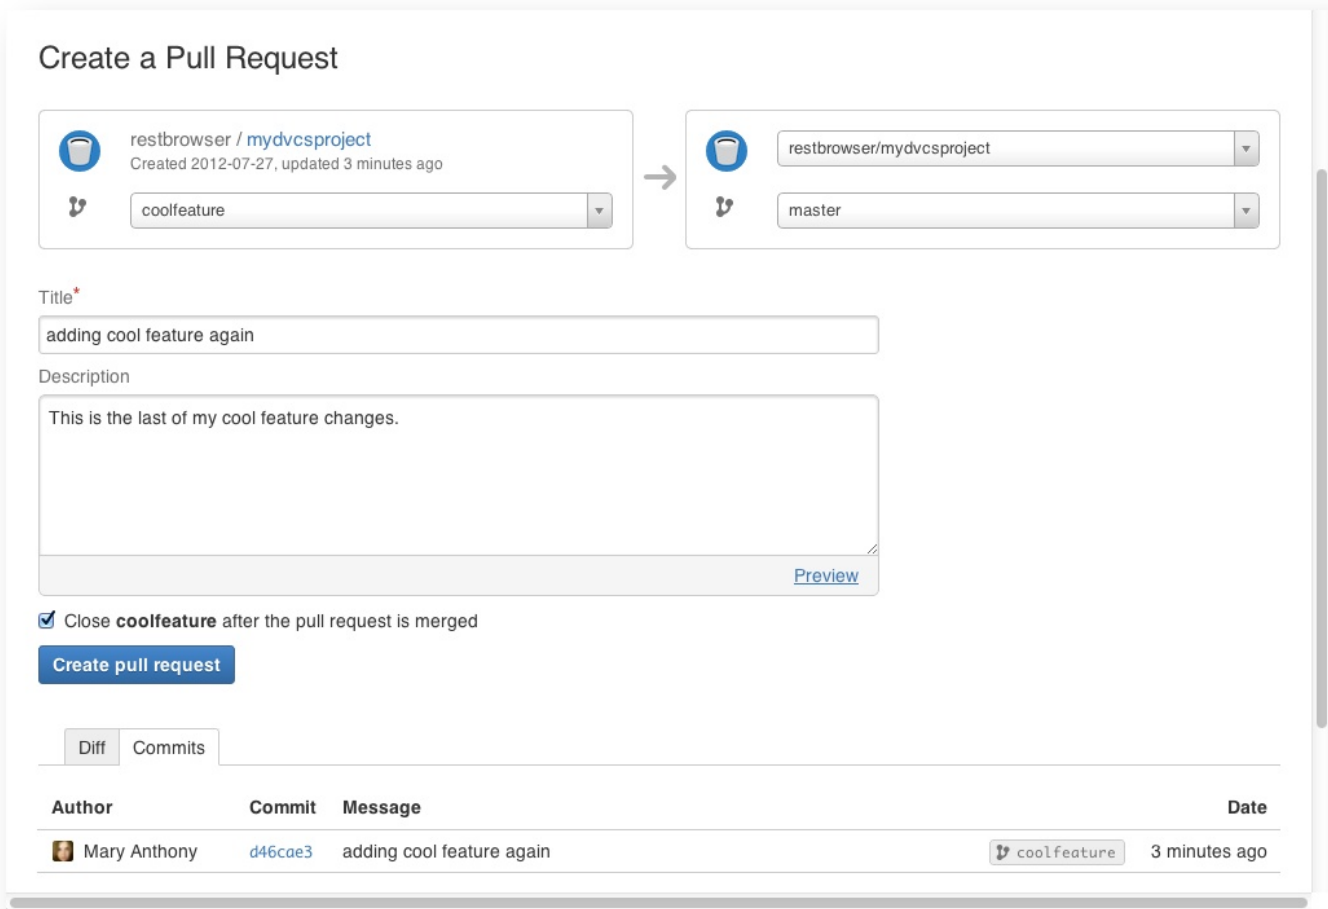 Create a Pull Request
restbrowser / mydvcsproject
Created 2012-07-27, updated 3 minutes ago
coolfeature
restbrowser/mydvcsproject
master
Title*
adding cool feature again
Description
This is the last of my cool feature changes.
Preview
Close coolfeature after the pull request is merged
Create pull request
Diff Commits
Author Commit Message Date
Mary Anthony d46cae3 adding cool feature again coolfeature 3 minutes ago